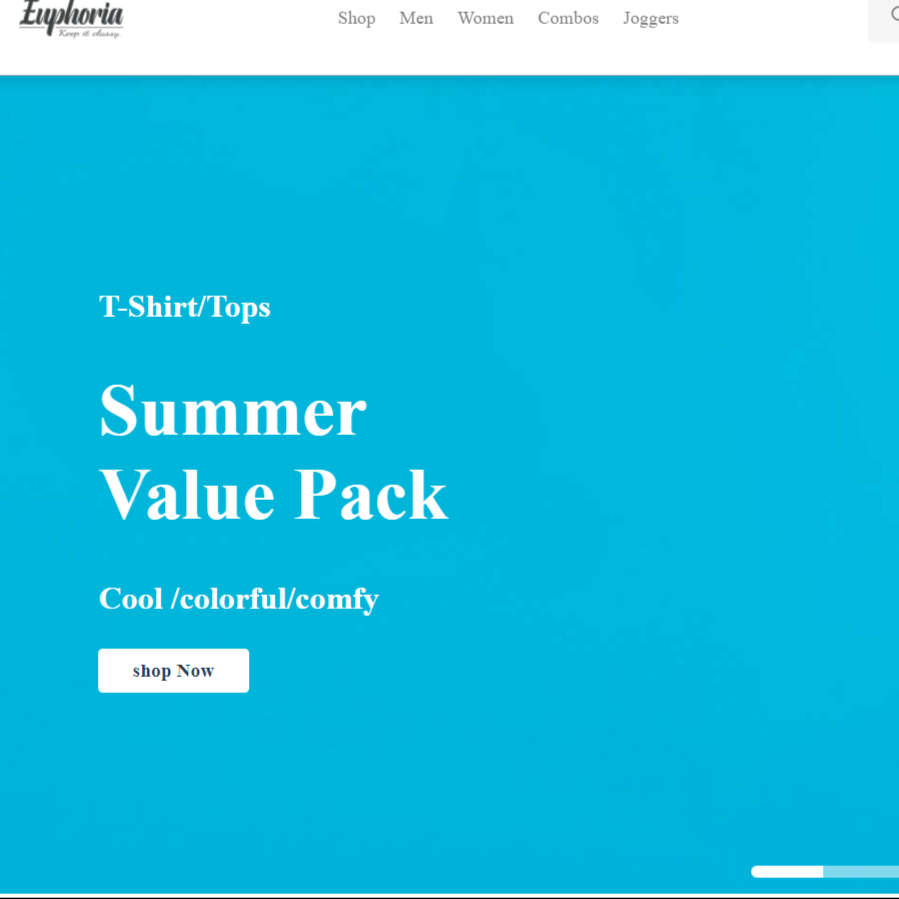 Euphoria
Keep it classy.
Shop Men Women Combos Joggers
T-Shirt/Tops
Summer
Value Pack
Cool /colorful/comfy
shop Now